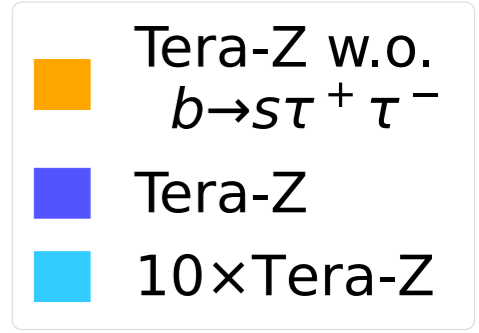 Tera-Z w.o.
b→sτ⁺τ⁻
Tera-Z
10×Tera-Z